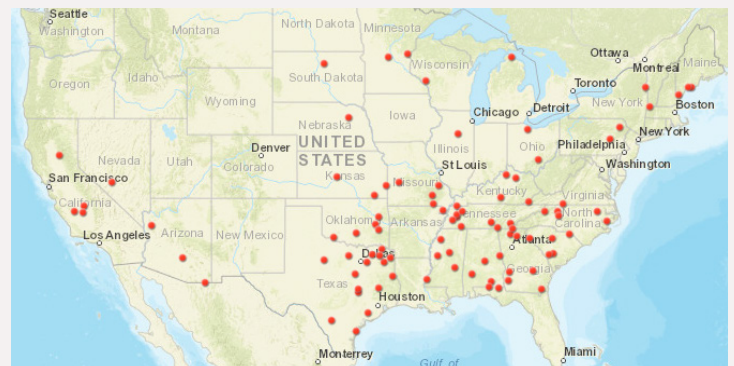 Seattle
Washington
Montana
North Dakota
Minnesota
Ottawa
Montreal
Maine
Oregon
Idaho
South Dakota
Wisconsin
Toronto
New York
Boston
Wyoming
Chicago
Detroit
Nebraska
Iowa
New York
Nevada
Utah
Denver
Colorado
UNITED
STATES
Illinois
Ohio
Philadelphia
Washington
San Francisco
California
Kansas
Missouri
St Louis
Kentucky
Virginia
Los Angeles
Arizona
New Mexico
Oklahoma
Arkansas
Tennessee
North
Carolina
Dallas
Atlanta
Texas
Georgia
Houston
Monterrey
Gulf of
Miami